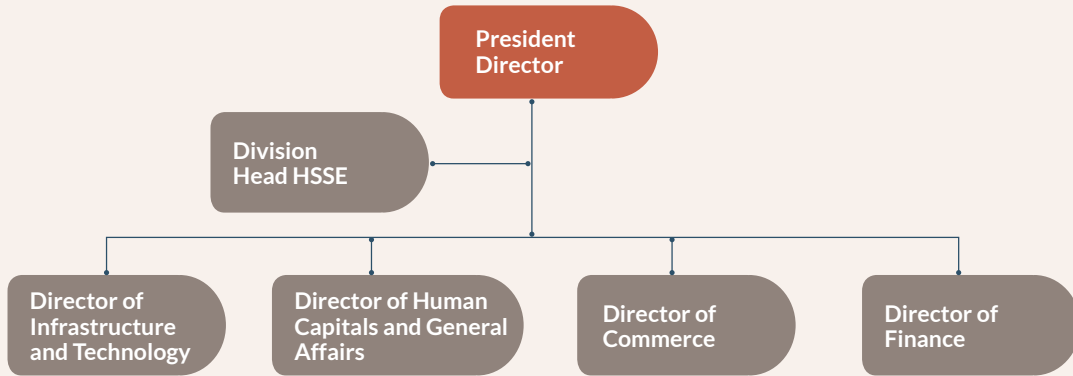 President
Director
Division
Head HSSE
Director of
Infrastructure
and Technology
Director of Human
Capitals and General
Affairs
Director of
Commerce
Director of
Finance